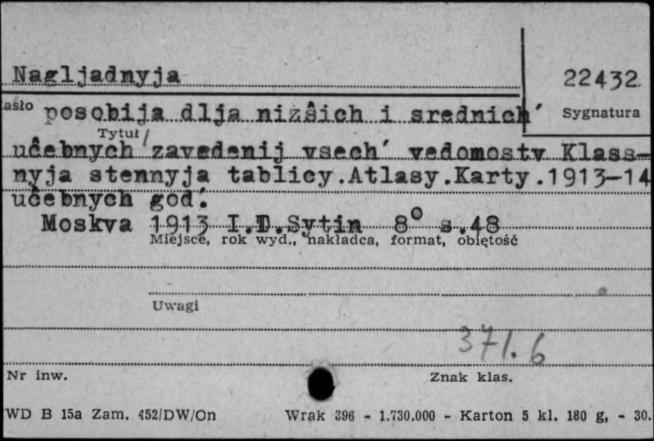 Nagljadnyja
22432
asło posobija dlja nizšich i srednich′
Sygnatura
Tytuł
učebnych zavedenij vsech′ vedomostv Klass-
nyja stennyja tablicy.Atlasy.Karty.1913-14
učebnych god.
Moskva 1913 I.D.Sytin 8° s.48
Miejsce, rok wyd., nakładca, format, objętość
Uwagi
371.6
Nr inw.
Znak klas.
WD B 15a Zam. 452/DW/On Wrak 396 - 1.730.000 - Karton 5 kl. 180 g, - 30.